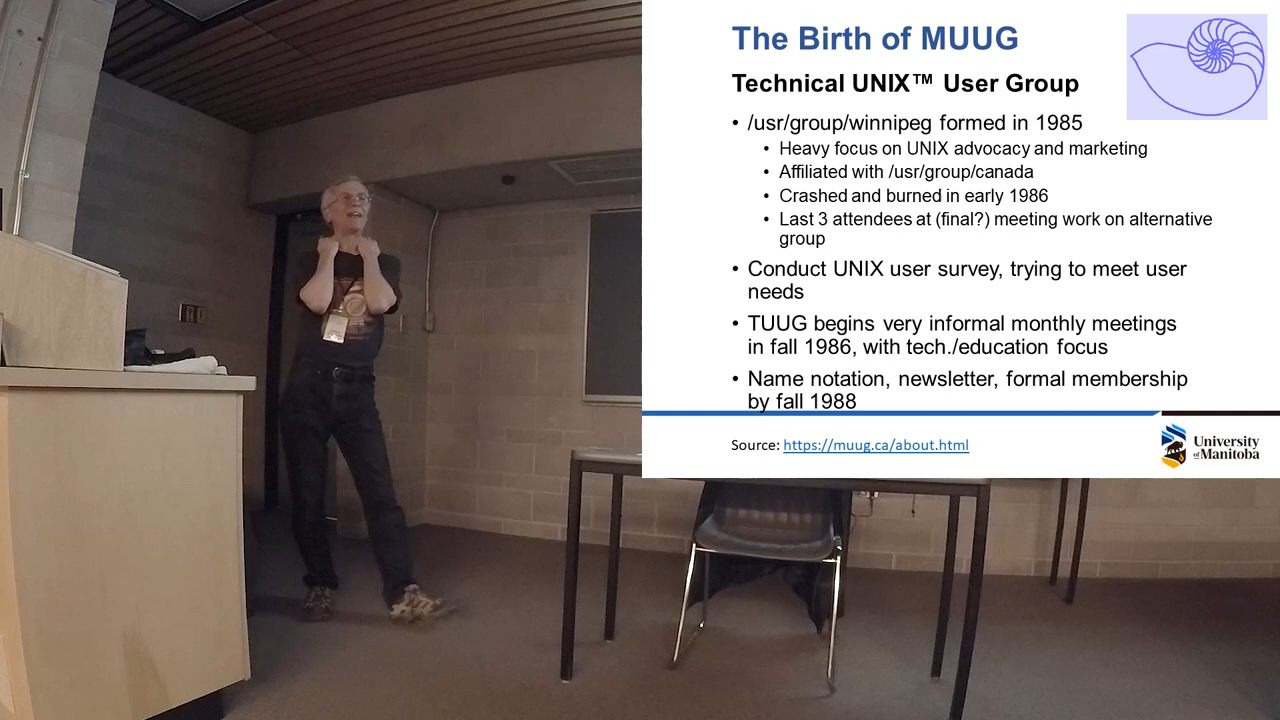 The Birth of MUUG
Technical UNIX™ User Group
• /usr/group/winnipeg formed in 1985
• Heavy focus on UNIX advocacy and marketing
• Affiliated with /usr/group/canada
• Crashed and burned in early 1986
• Last 3 attendees at (final?) meeting work on alternative
group
• Conduct UNIX user survey, trying to meet user
needs
• TUUG begins very informal monthly meetings
in fall 1986, with tech./education focus
• Name notation, newsletter, formal membership
by fall 1988
Source: https://muug.ca/about.html
University
of Manitoba